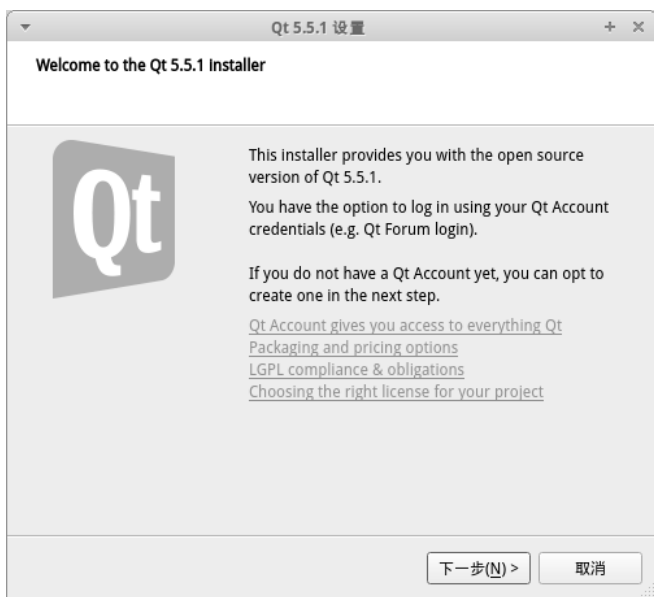 Qt 5.5.1 设置
Welcome to the Qt 5.5.1 Installer
Qt
This installer provides you with the open source
version of Qt 5.5.1.
You have the option to log in using your Qt Account
credentials (e.g. Qt Forum login).
If you do not have a Qt Account yet, you can opt to
create one in the next step.
Qt Account gives you access to everything Qt
Packaging and pricing options
LGPL compliance & obligations
Choosing the right license for your project
下一步(N) >
取消